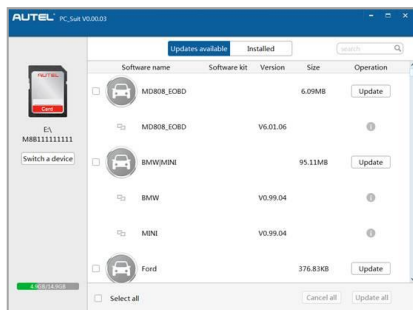 AUTEL PC_Suit V0.00.03
Updates available Installed search
Software name Software kit Version Size Operation
AUTEL
Card
E:\
M8B111111111
Switch a device
MD808_EOBD 6.09MB Update
MD808_EOBD V6.01.06
BMW|MINI 95.11MB Update
BMW V0.99.04
MINI V0.99.04
Ford 376.83KB Update
4.9GB/14.9GB
Select all Cancel all Update all